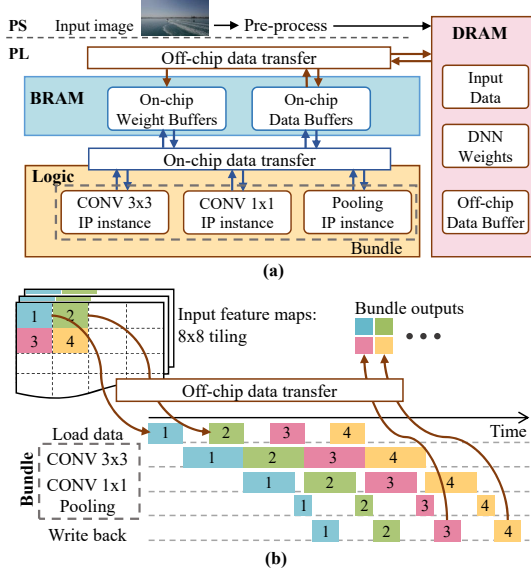 PS Input image Pre-process
DRAM
PL
Off-chip data transfer
BRAM
On-chip
Weight Buffers
On-chip
Data Buffers
Input
Data
DNN
Weights
Off-chip
Data Buffer
On-chip data transfer
Logic
CONV 3x3
IP instance
CONV 1x1
IP instance
Pooling
IP instance
Bundle
(a)
1 2
3 4
Input feature maps:
8x8 tiling
Bundle outputs
Off-chip data transfer
Time
Load data 1 2 3 4
Bundle
CONV 3x3 1 2 3 4
CONV 1x1 1 2 3 4
Pooling 1 2 3 4
Write back 1 2 3 4
(b)